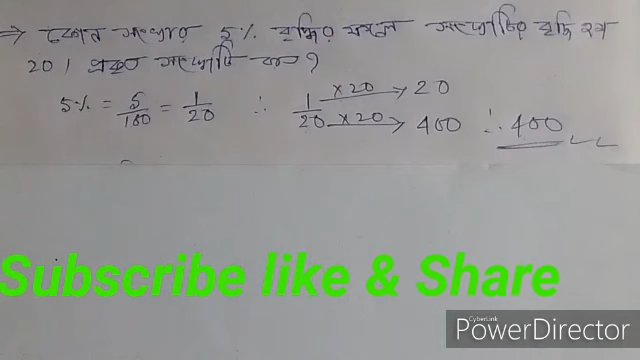 ⇒ কোন সংখ্যার 5% বৃদ্ধির ফলে সংখ্যাটির বৃদ্ধি হয়
20। প্রকৃত সংখ্যাটি কত?
5% = 5/100 = 1/20 ∴ 1/20 ×20 → 20
×20 → 400 ∴ 400
Subscribe like & Share
CyberLink
PowerDirector